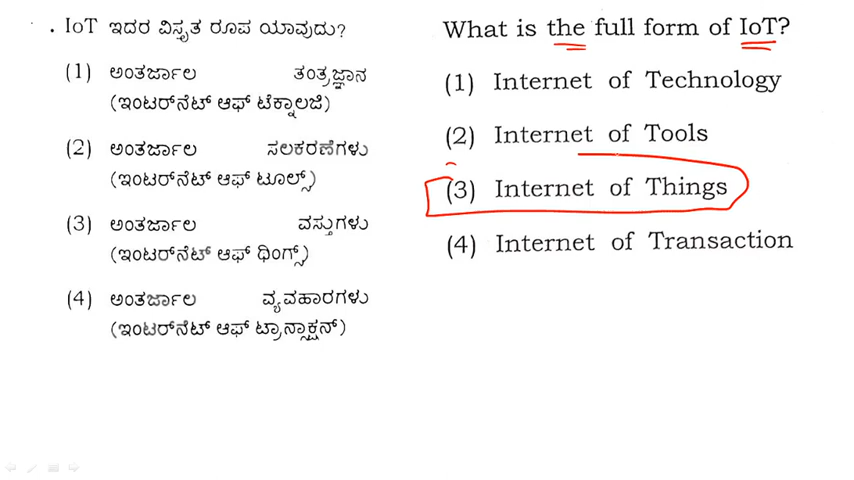 . IoT ಇದರ ವಿಸ್ತೃತ ರೂಪ ಯಾವುದು?
(1) ಅಂತರ್ಜಾಲ ತಂತ್ರಜ್ಞಾನ
(ಇಂಟರ್‌ನೆಟ್ ಆಫ್ ಟೆಕ್ನಾಲಜಿ)
(2) ಅಂತರ್ಜಾಲ ಸಲಕರಣೆಗಳು
(ಇಂಟರ್‌ನೆಟ್ ಆಫ್ ಟೂಲ್ಸ್)
(3) ಅಂತರ್ಜಾಲ ವಸ್ತುಗಳು
(ಇಂಟರ್‌ನೆಟ್ ಆಫ್ ಥಿಂಗ್ಸ್)
(4) ಅಂತರ್ಜಾಲ ವ್ಯವಹಾರಗಳು
(ಇಂಟರ್‌ನೆಟ್ ಆಫ್ ಟ್ರಾನ್ಸಾಕ್ಷನ್)
What is the full form of IoT?
(1) Internet of Technology
(2) Internet of Tools
(3) Internet of Things
(4) Internet of Transaction